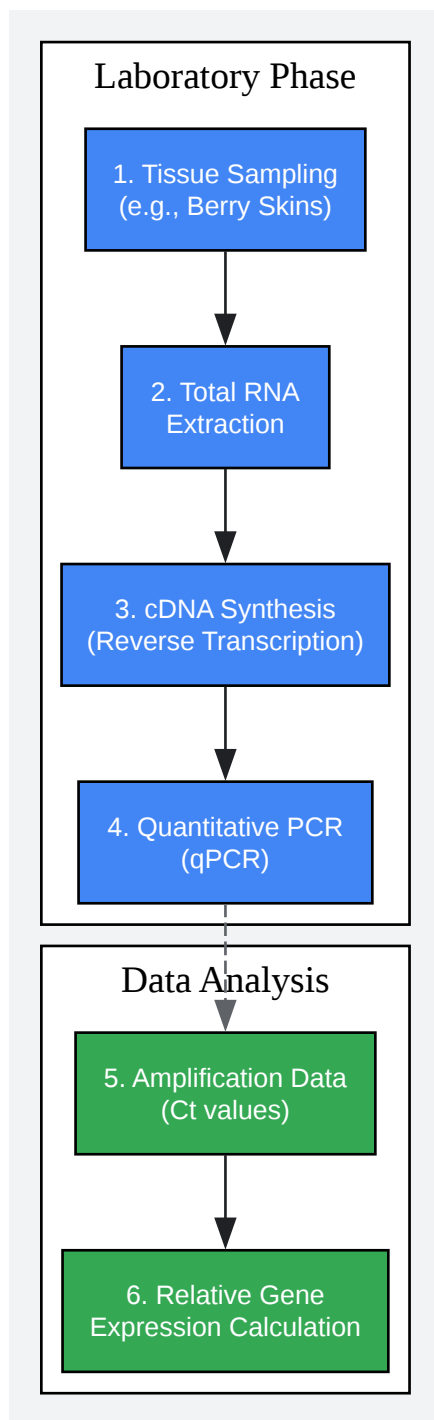 Laboratory Phase
1. Tissue Sampling
(e.g., Berry Skins)
2. Total RNA
Extraction
3. cDNA Synthesis
(Reverse Transcription)
4. Quantitative PCR
(qPCR)
Data Analysis
5. Amplification Data
(Ct values)
6. Relative Gene
Expression Calculation